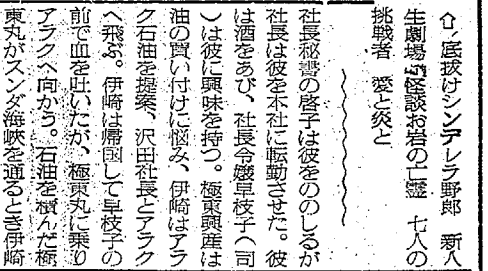 ⇧底抜けシンデレラ野郎　新人
生劇場　怪談お岩の亡霊　七人の
挑戦者　愛と炎と
社長秘書の啓子は彼をののしるが
社長は彼を本社に転勤させた。彼
は酒をあび、社長令嬢早枝子（司
）は彼に興味を持つ。極東興産は
油の買い付けに悩み、伊崎はアラ
ク石油を提案、沢田社長とアラク
へ飛ぶ。伊崎は帰国して早枝子の
前で血を吐いたが、極東丸に乗り
アラクへ向かう。石油を積んだ極
東丸がスンダ海峡を通るとき伊崎